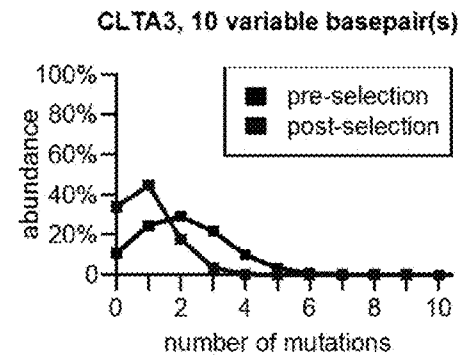 CLTA3, 10 variable basepair(s)
100%
80%
60%
40%
20%
0
abundance
pre-selection
post-selection
0 2 4 6 8 10
number of mutations